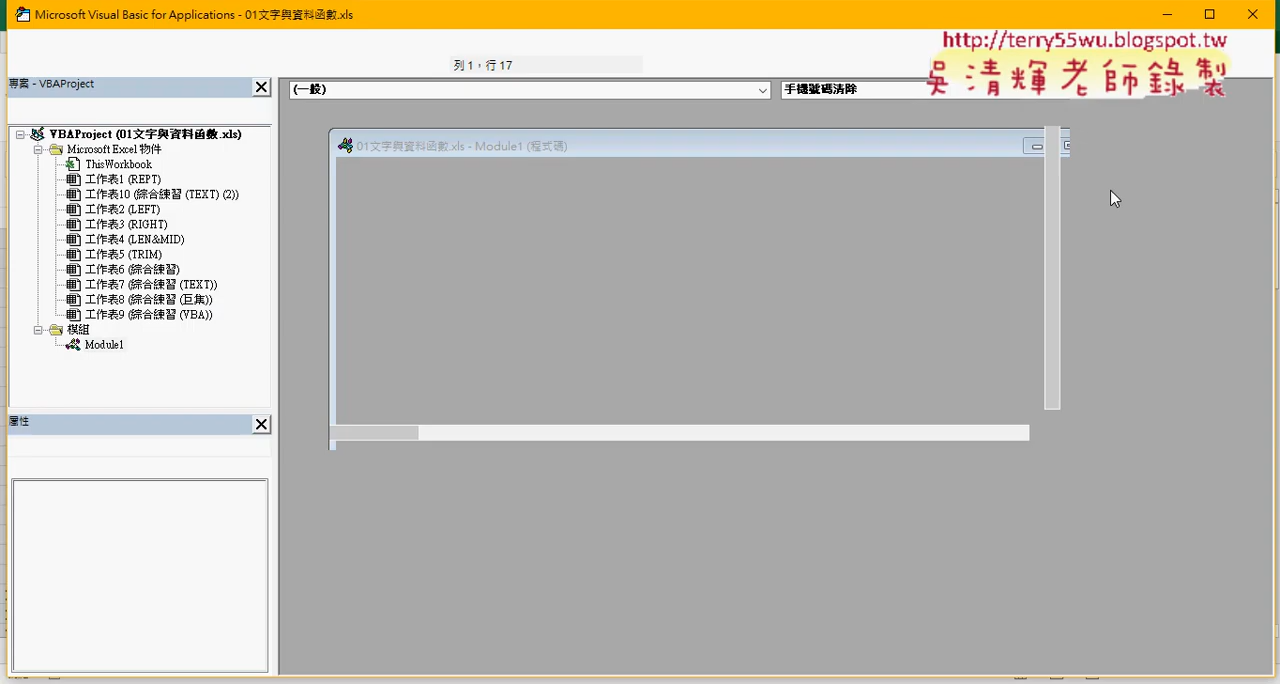 Microsoft Visual Basic for Applications - 01文字與資料函數.xls
http://terry55wu.blogspot.tw
吳清輝老師錄製
列 1，行 17
專案 - VBAProject
(一般)
手機號碼清除
VBAProject (01文字與資料函數.xls)
Microsoft Excel 物件
ThisWorkbook
工作表1 (REPT)
工作表10 (綜合練習 (TEXT) (2))
工作表2 (LEFT)
工作表3 (RIGHT)
工作表4 (LEN&MID)
工作表5 (TRIM)
工作表6 (綜合練習)
工作表7 (綜合練習 (TEXT))
工作表8 (綜合練習 (巨集))
工作表9 (綜合練習 (VBA))
模組
Module1
01文字與資料函數.xls - Module1 (程式碼)
屬性